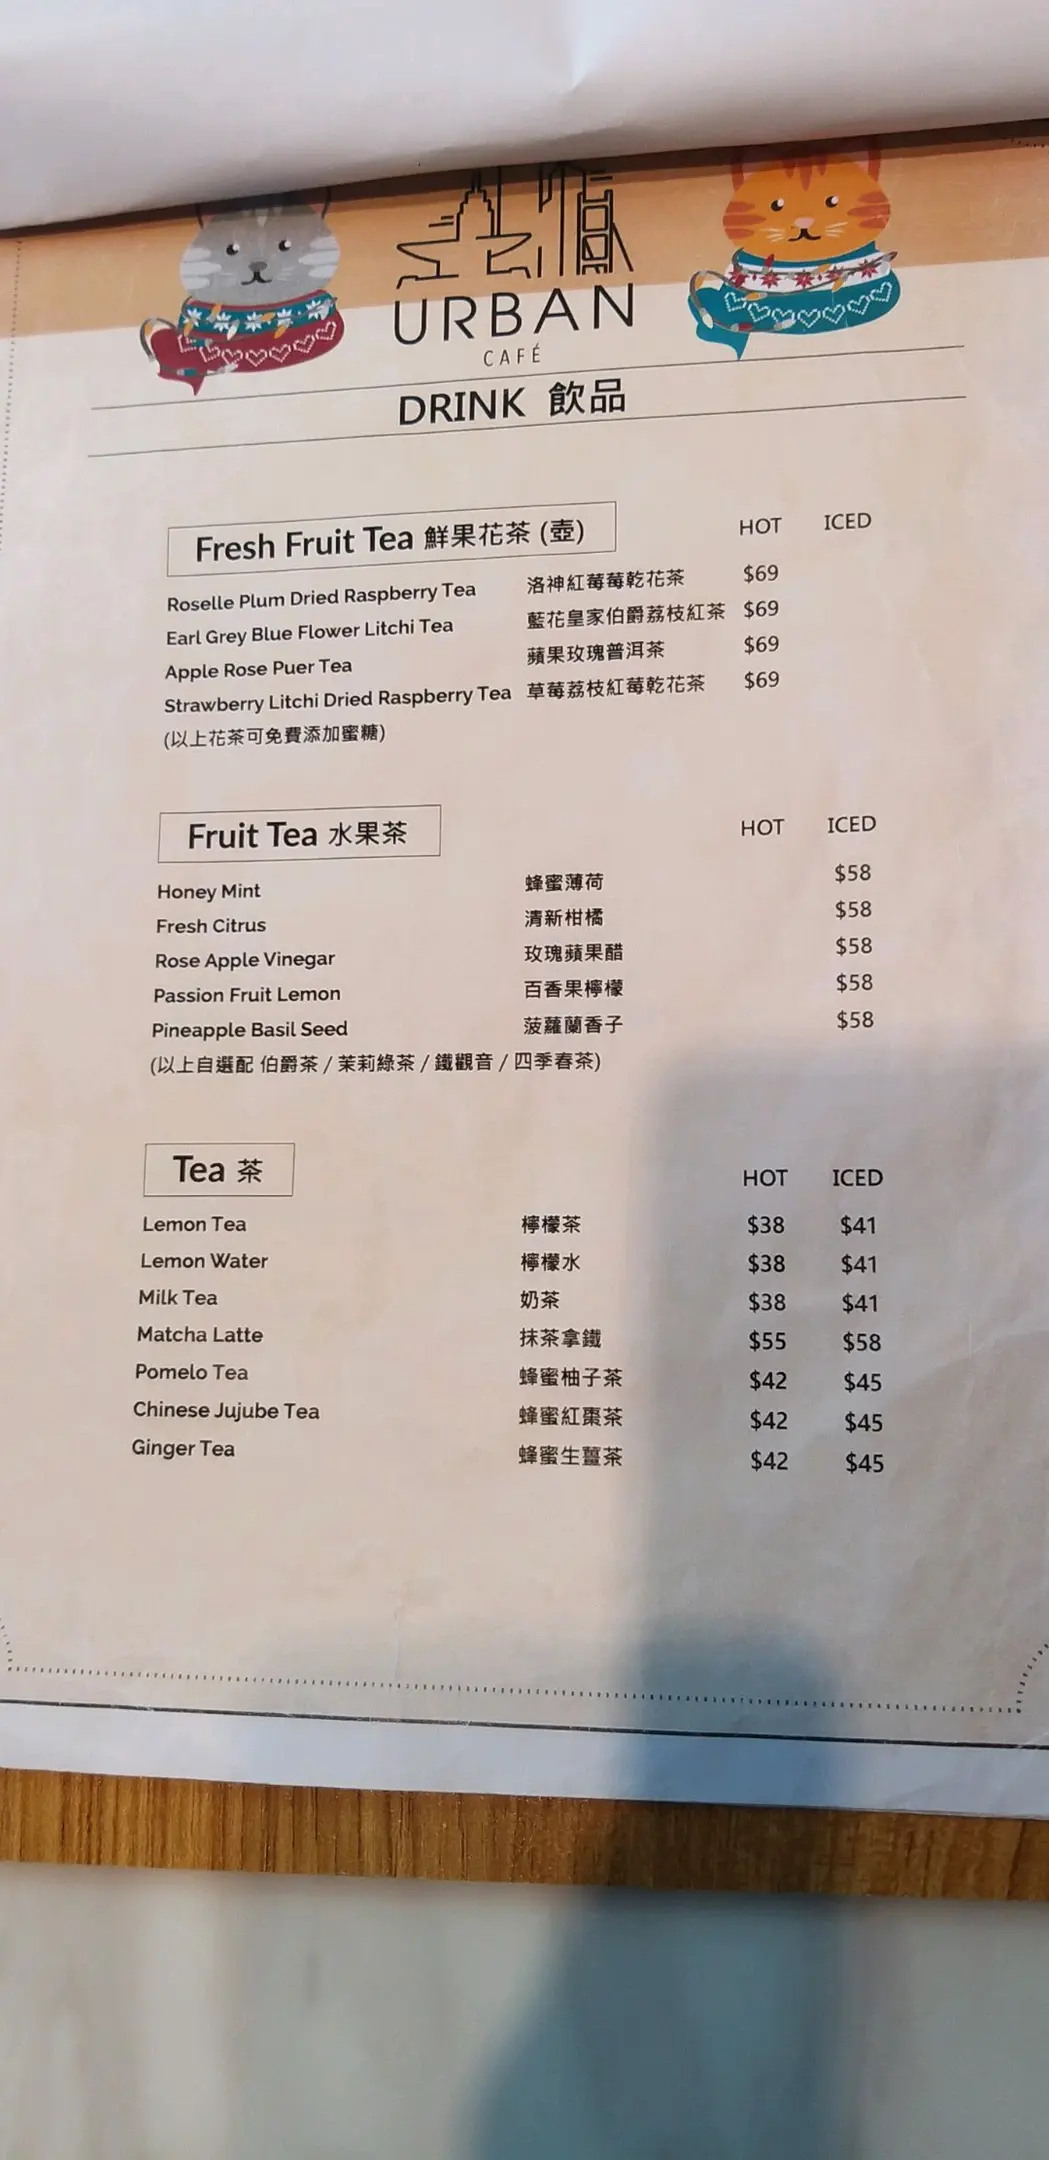 URBAN
CAFÉ
DRINK 飲品
Fresh Fruit Tea 鮮果花茶 (壺) HOT ICED
Roselle Plum Dried Raspberry Tea 洛神紅莓莓乾花茶 $69
Earl Grey Blue Flower Litchi Tea 藍花皇家伯爵荔枝紅茶 $69
Apple Rose Puer Tea 蘋果玫瑰普洱茶 $69
Strawberry Litchi Dried Raspberry Tea 草莓荔枝紅莓乾花茶 $69
(以上花茶可免費添加蜜糖)
Fruit Tea 水果茶 HOT ICED
Honey Mint 蜂蜜薄荷 $58
Fresh Citrus 清新柑橘 $58
Rose Apple Vinegar 玫瑰蘋果醋 $58
Passion Fruit Lemon 百香果檸檬 $58
Pineapple Basil Seed 菠蘿蘭香子 $58
(以上自選配 伯爵茶 / 茉莉綠茶 / 鐵觀音 / 四季春茶)
Tea 茶 HOT ICED
Lemon Tea 檸檬茶 $38 $41
Lemon Water 檸檬水 $38 $41
Milk Tea 奶茶 $38 $41
Matcha Latte 抹茶拿鐵 $55 $58
Pomelo Tea 蜂蜜柚子茶 $42 $45
Chinese Jujube Tea 蜂蜜紅棗茶 $42 $45
Ginger Tea 蜂蜜生薑茶 $42 $45